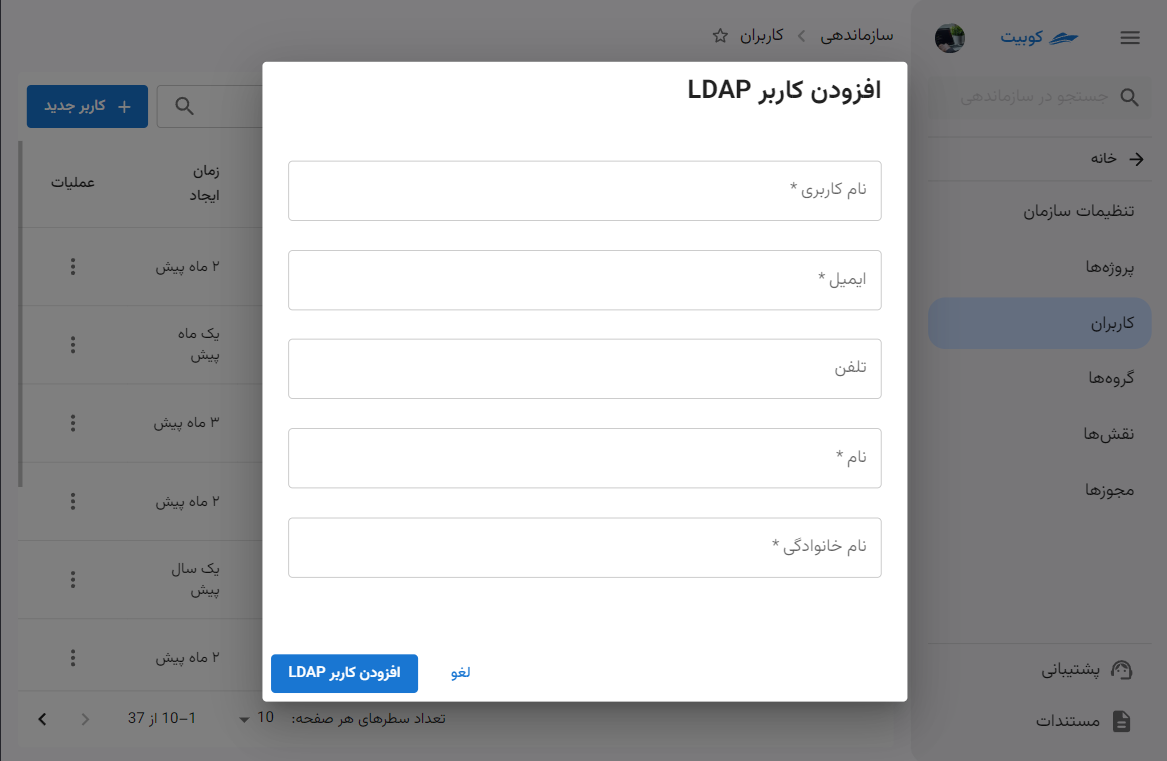 کوبیت
سازماندهی
کاربران
جستجو در سازماندهی
خانه
تنظیمات سازمان
پروژه‌ها
کاربران
گروه‌ها
نقش‌ها
مجوزها
پشتیبانی
مستندات
کاربر جدید
زمان
ایجاد
عملیات
۲ ماه پیش
یک ماه
پیش
۳ ماه پیش
۲ ماه پیش
یک سال
پیش
۲ ماه پیش
تعداد سطرهای هر صفحه:
10
1–10 از 37
افزودن کاربر LDAP
نام کاربری *
ایمیل *
تلفن
نام *
نام خانوادگی *
لغو
افزودن کاربر LDAP